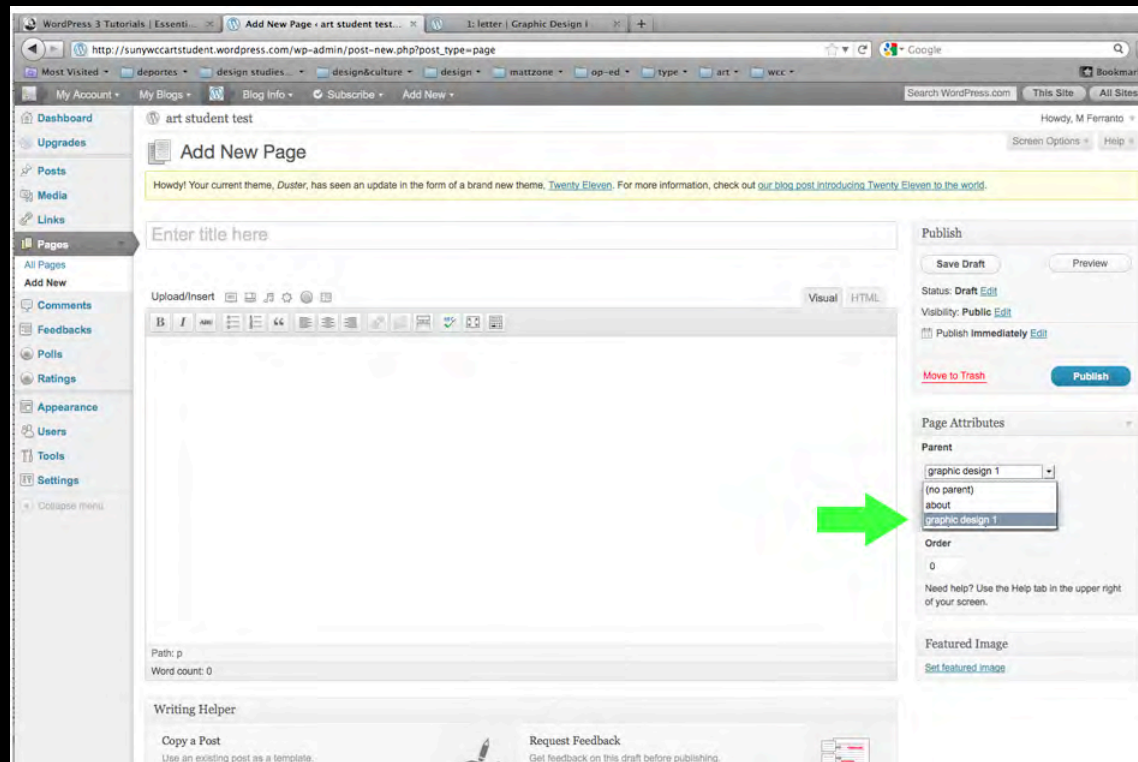 WordPress 3 Tutorials | Essenti... Add New Page ‹ art student test... 1: letter | Graphic Design I
http://sunywccartstudent.wordpress.com/wp-admin/post-new.php?post_type=page Google
Most Visited deportes design studies... design&culture design mattzone op-ed type art wcc Bookmar
My Account My Blogs Blog Info Subscribe Add New Search WordPress.com This Site All Sites
Dashboard
Upgrades
Posts
Media
Links
Pages
All Pages
Add New
Comments
Feedbacks
Polls
Ratings
Appearance
Users
Tools
Settings
Collapse menu
art student test Howdy, M Ferranto
Screen Options Help
Add New Page
Howdy! Your current theme, Duster, has seen an update in the form of a brand new theme, Twenty Eleven. For more information, check out our blog post introducing Twenty Eleven to the world.
Enter title here
Upload/Insert Visual HTML
B I ABC
Path: p
Word count: 0
Writing Helper
Copy a Post
Use an existing post as a template.
Request Feedback
Get feedback on this draft before publishing.
Publish
Save Draft Preview
Status: Draft Edit
Visibility: Public Edit
Publish immediately Edit
Move to Trash Publish
Page Attributes
Parent
graphic design 1
(no parent)
about
graphic design 1
Order
0
Need help? Use the Help tab in the upper right
of your screen.
Featured Image
Set featured image